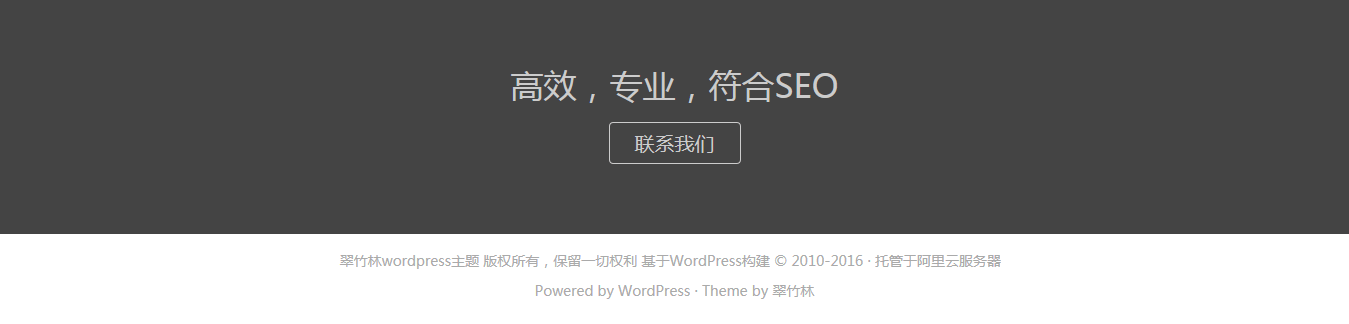 高效，专业，符合SEO
联系我们
翠竹林wordpress主题 版权所有，保留一切权利 基于WordPress构建 © 2010-2016 · 托管于阿里云服务器
Powered by WordPress · Theme by 翠竹林